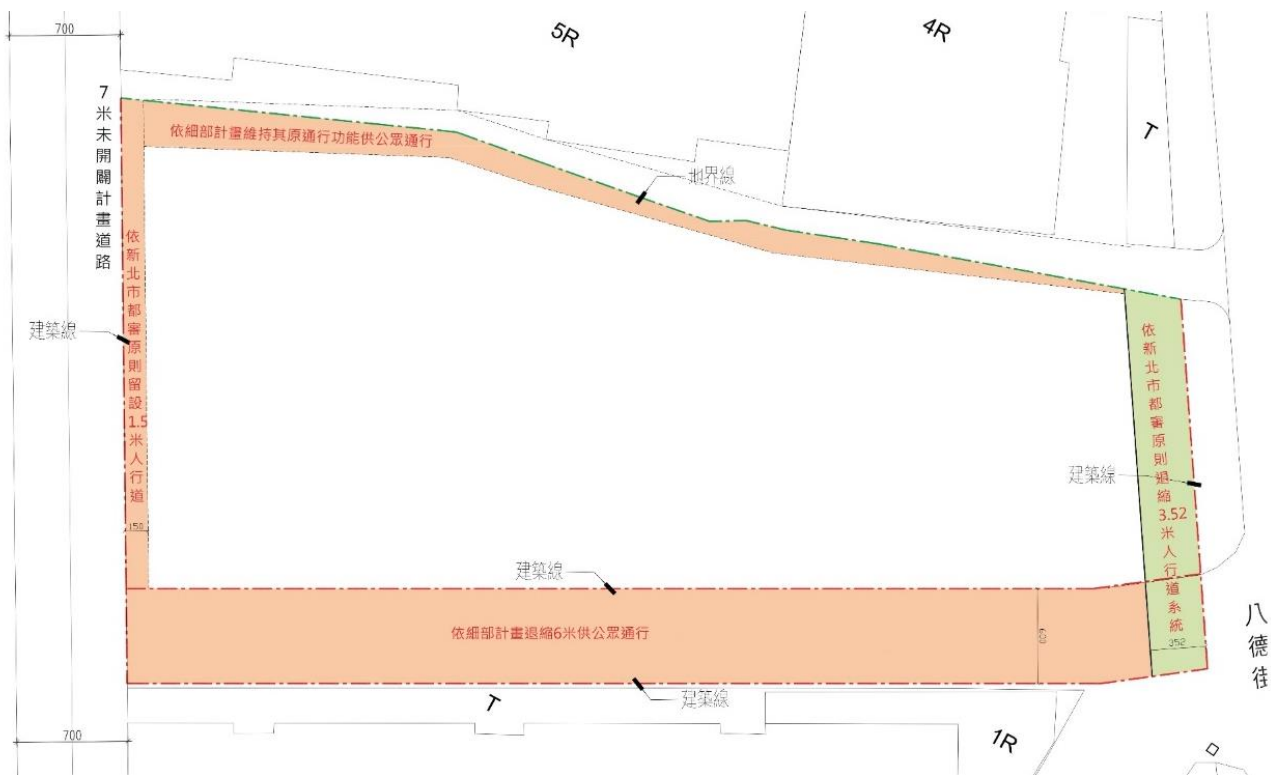 700
5R
4R
7米未開闢計畫道路
依細部計畫維持其原通行功能供公眾通行
T
地界線
依新北市都審原則留設1.5米人行道
建築線
依新北市都審原則退縮3.52米人行道系統
建築線
150
建築線
依細部計畫退縮6米供公眾通行
600
352
八德街
建築線
T
700
1R